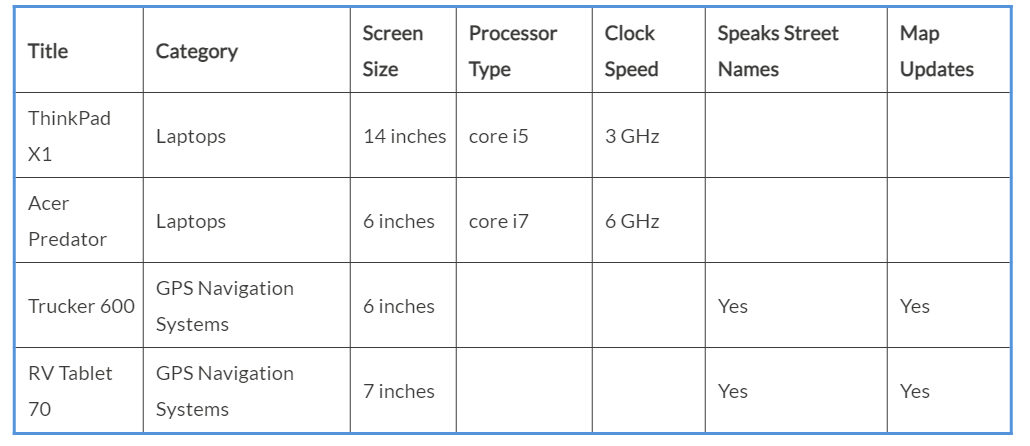 Title Category Screen Size Processor Type Clock Speed Speaks Street Names Map Updates
ThinkPad X1 Laptops 14 inches core i5 3 GHz
Acer Predator Laptops 6 inches core i7 6 GHz
Trucker 600 GPS Navigation Systems 6 inches Yes Yes
RV Tablet 70 GPS Navigation Systems 7 inches Yes Yes